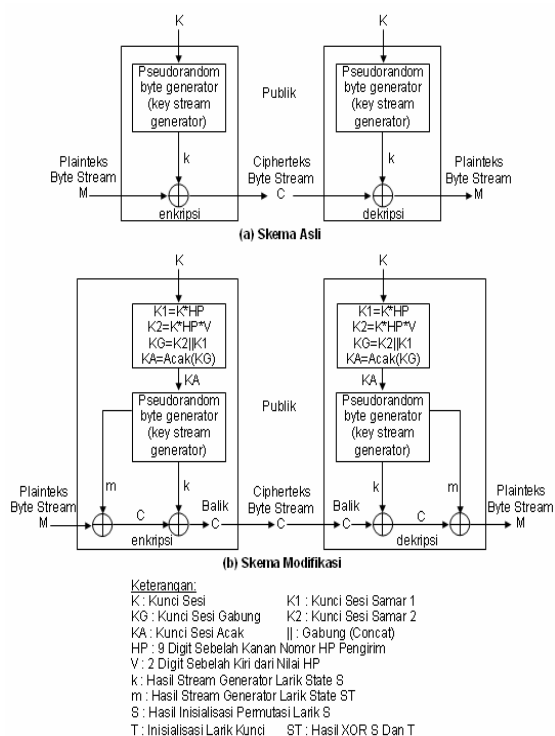 K K
Pseudorandom byte generator (key stream generator)
Publik
Pseudorandom byte generator (key stream generator)
k k
Plainteks Byte Stream M
Cipherteks Byte Stream C
Plainteks Byte Stream M
enkripsi dekripsi
(a) Skema Asli
K K
K1=K*HP
K2=K*HP*V
KG=K2||K1
KA=Acak(KG)
K1=K*HP
K2=K*HP*V
KG=K2||K1
KA=Acak(KG)
KA KA
Pseudorandom byte generator (key stream generator)
Publik
Pseudorandom byte generator (key stream generator)
m k k m
Plainteks Byte Stream M
C
Balik C
Cipherteks Byte Stream C
Balik C
C
Plainteks Byte Stream M
enkripsi dekripsi
(b) Skema Modifikasi
Keterangan:
K : Kunci Sesi K1 : Kunci Sesi Samar 1
KG : Kunci Sesi Gabung K2 : Kunci Sesi Samar 2
KA : Kunci Sesi Acak || : Gabung (Concat)
HP : 9 Digit Sebelah Kanan Nomor HP Pengirim
V : 2 Digit Sebelah Kiri dari Nilai HP
k : Hasil Stream Generator Larik State S
m : Hasil Stream Generator Larik State ST
S : Hasil Inisialisasi Permutasi Larik S
T : Inisialisasi Larik Kunci ST : Hasil XOR S Dan T